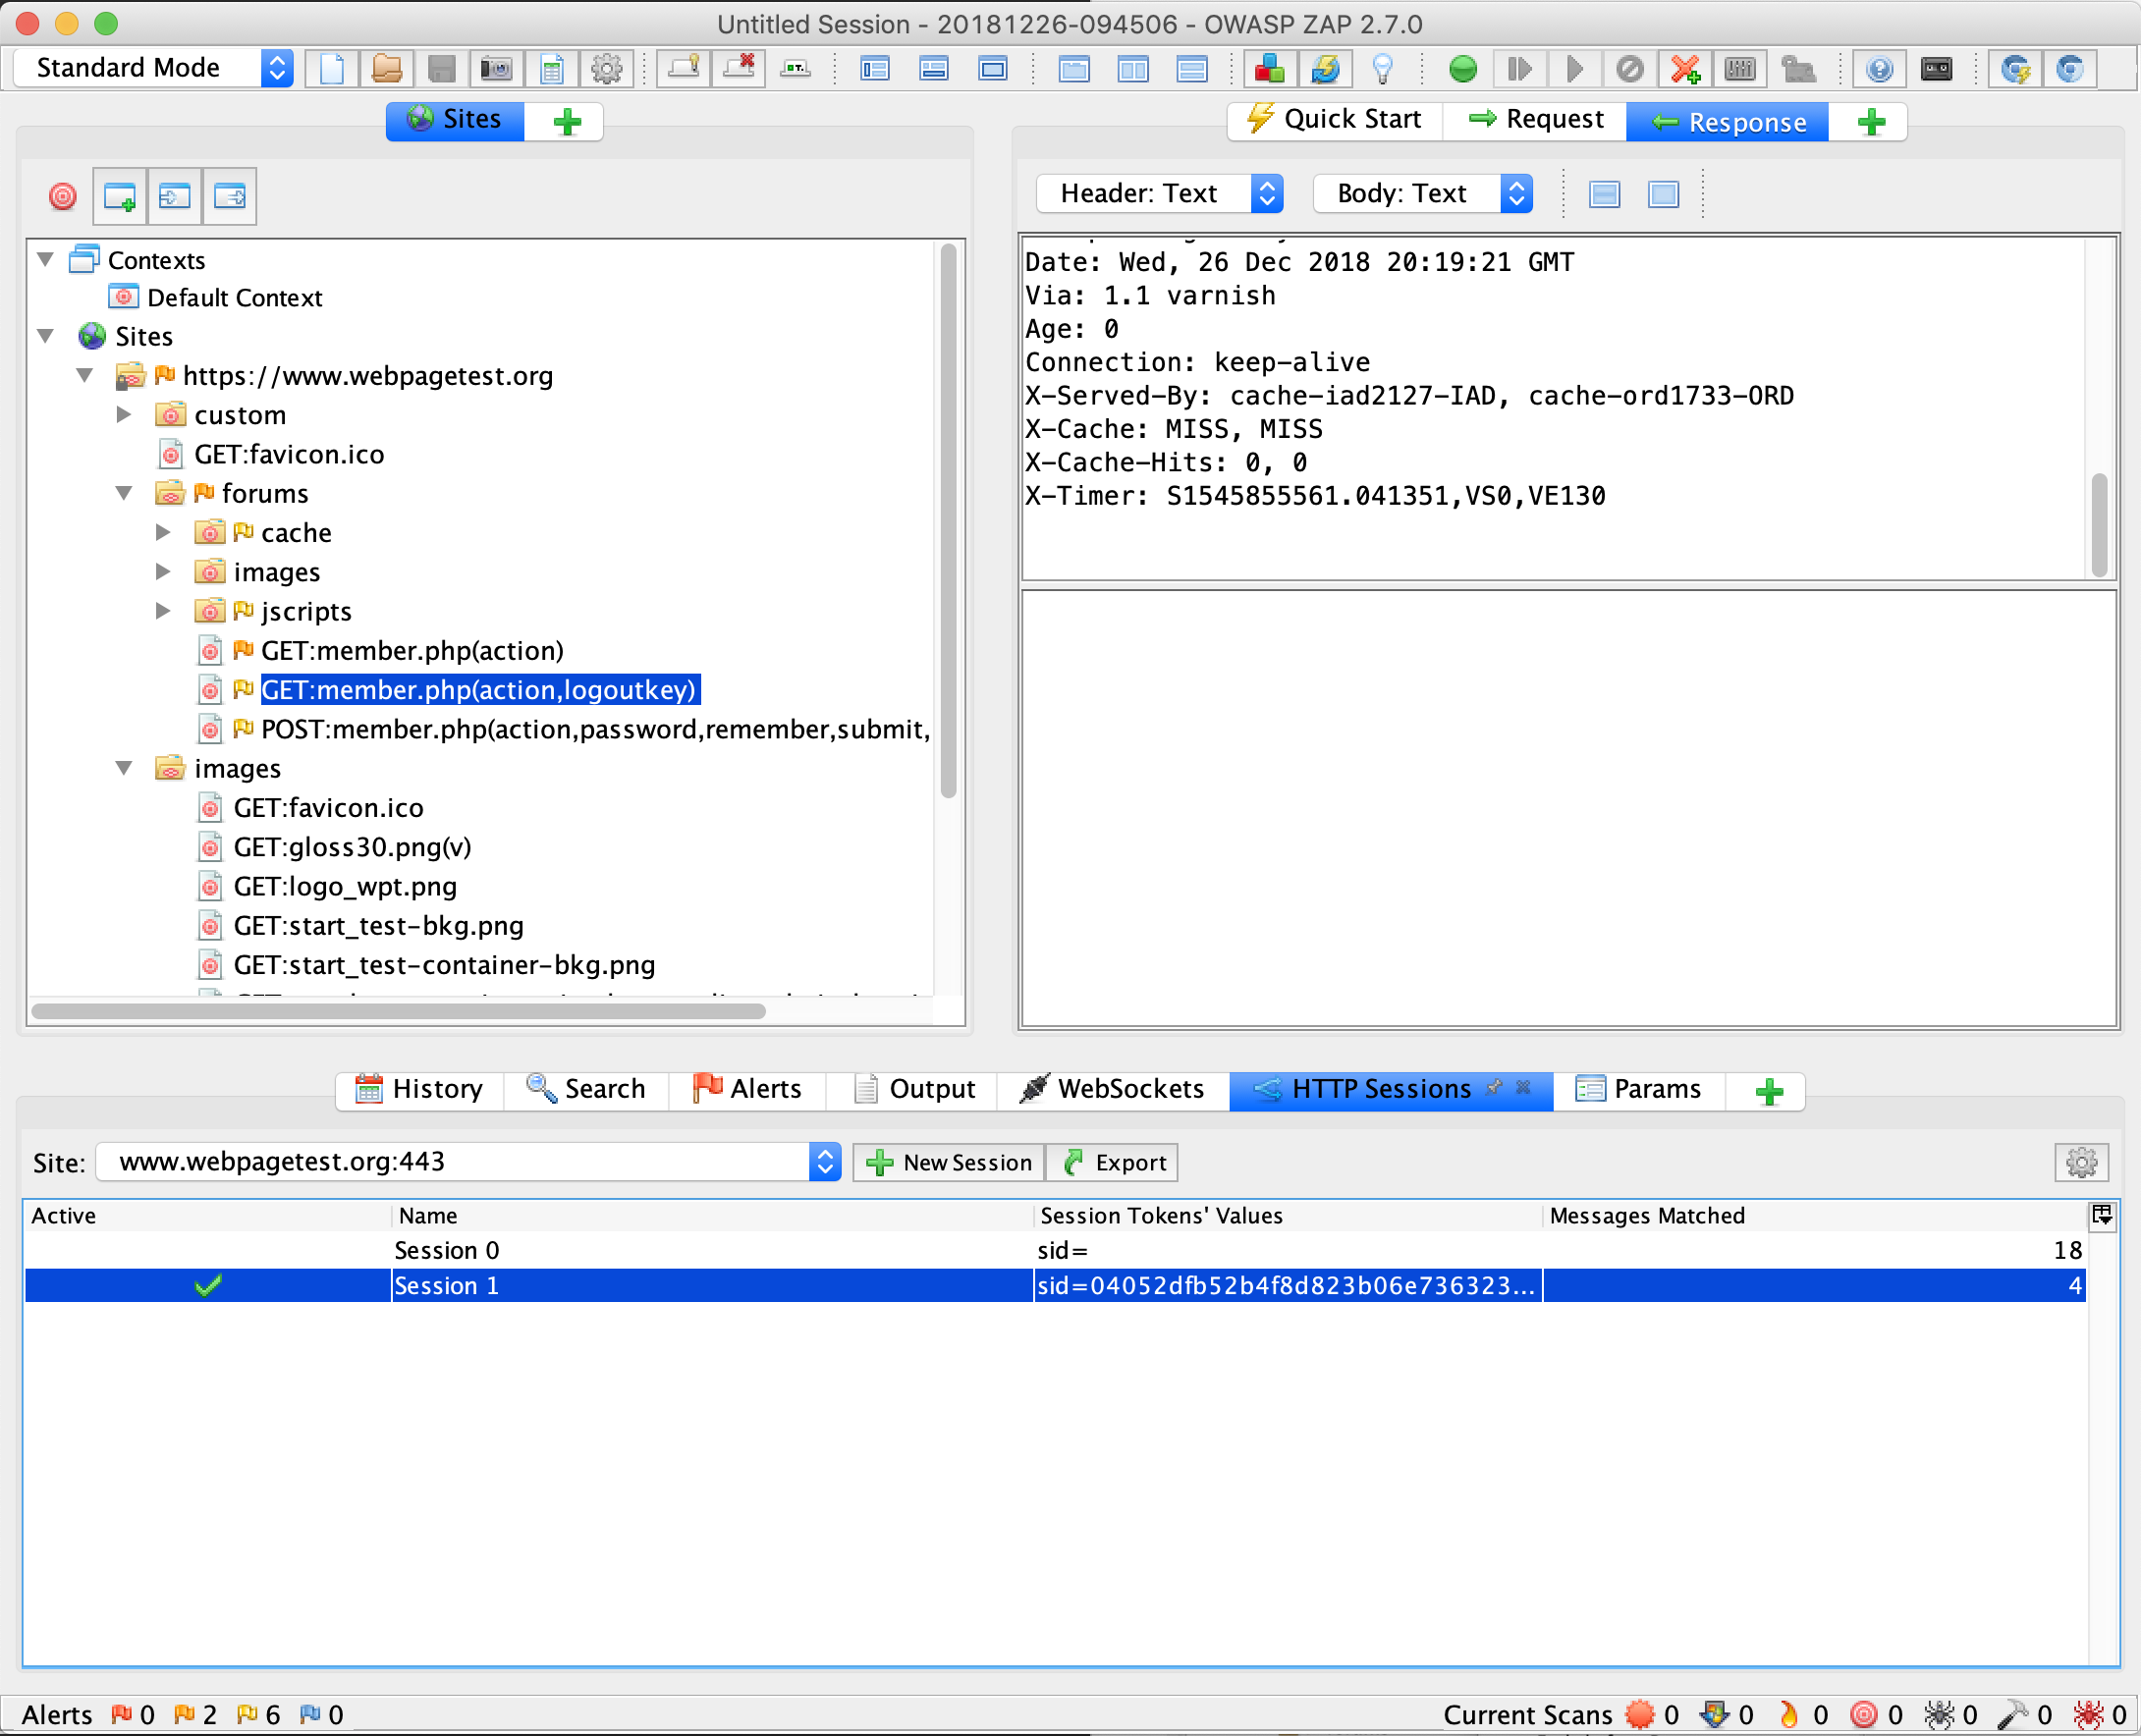 Untitled Session - 20181226-094506 - OWASP ZAP 2.7.0
Standard Mode
Sites
Quick Start
Request
Response
Header: Text
Body: Text
Contexts
Default Context
Sites
https://www.webpagetest.org
custom
GET:favicon.ico
forums
cache
images
jscripts
GET:member.php(action)
GET:member.php(action,logoutkey)
POST:member.php(action,password,remember,submit,
images
GET:favicon.ico
GET:gloss30.png(v)
GET:logo_wpt.png
GET:start_test-bkg.png
GET:start_test-container-bkg.png
Date: Wed, 26 Dec 2018 20:19:21 GMT
Via: 1.1 varnish
Age: 0
Connection: keep-alive
X-Served-By: cache-iad2127-IAD, cache-ord1733-ORD
X-Cache: MISS, MISS
X-Cache-Hits: 0, 0
X-Timer: S1545855561.041351,VS0,VE130
History
Search
Alerts
Output
WebSockets
HTTP Sessions
Params
Site: www.webpagetest.org:443
New Session
Export
Active Name Session Tokens' Values Messages Matched
Session 0 sid= 18
Session 1 sid=04052dfb52b4f8d823b06e736323... 4
Alerts 0 2 6 0
Current Scans 0 0 0 0 0 0 0